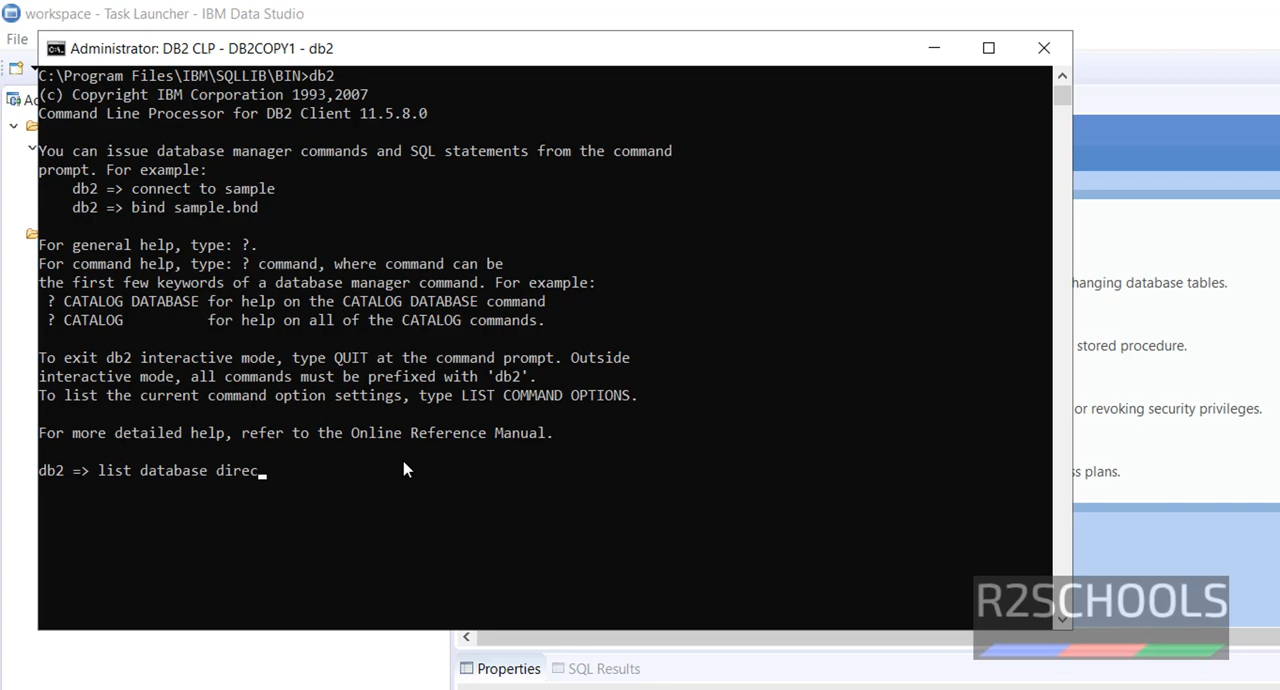 workspace - Task Launcher - IBM Data Studio
File
Administrator: DB2 CLP - DB2COPY1 - db2
C:\Program Files\IBM\SQLLIB\BIN>db2
(c) Copyright IBM Corporation 1993,2007
Command Line Processor for DB2 Client 11.5.8.0
You can issue database manager commands and SQL statements from the command
prompt. For example:
db2 => connect to sample
db2 => bind sample.bnd
For general help, type: ?.
For command help, type: ? command, where command can be
the first few keywords of a database manager command. For example:
? CATALOG DATABASE for help on the CATALOG DATABASE command
? CATALOG          for help on all of the CATALOG commands.
To exit db2 interactive mode, type QUIT at the command prompt. Outside
interactive mode, all commands must be prefixed with 'db2'.
To list the current command option settings, type LIST COMMAND OPTIONS.
For more detailed help, refer to the Online Reference Manual.
db2 => list database direc_
hanging database tables.
stored procedure.
or revoking security privileges.
ss plans.
R2SCHOOLS
Properties
SQL Results